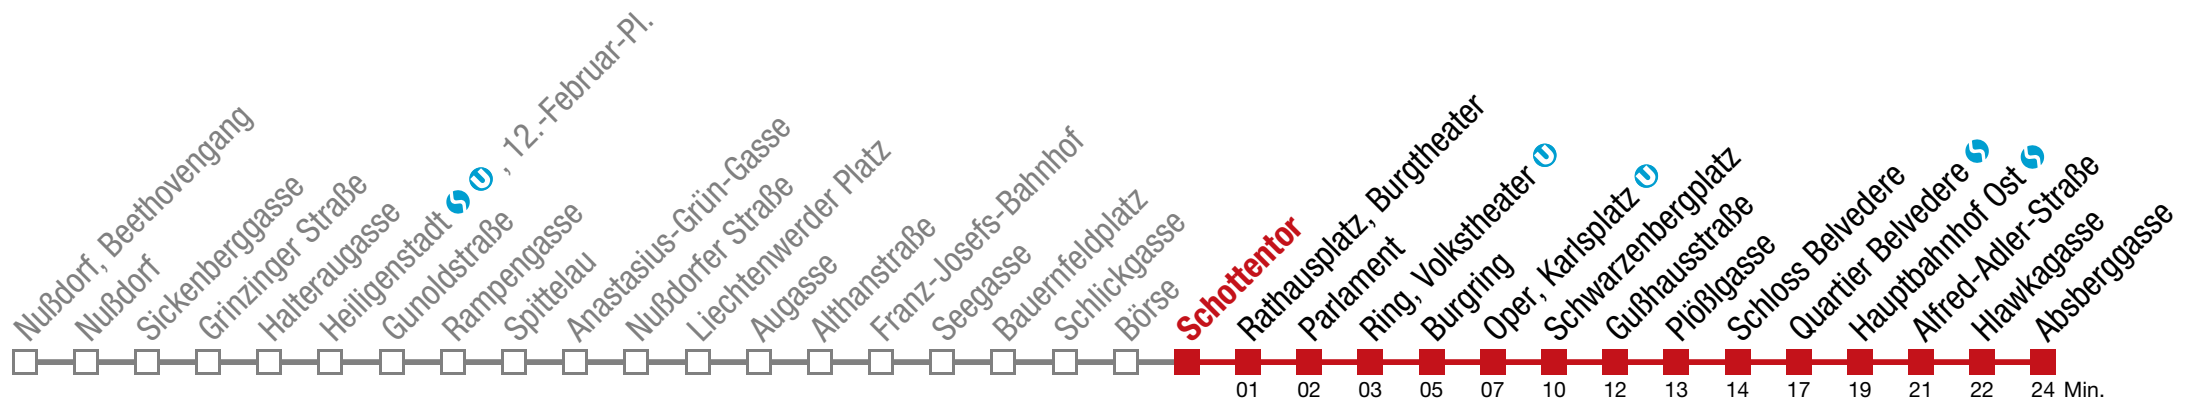 Nußdorf, Beethovengang
Nußdorf
Sickenberggasse
Grinzinger Straße
Halteraugasse
Heiligenstadt S U , 12.-Februar-Pl.
Gunoldstraße
Rampengasse
Spittelau
Anastasius-Grün-Gasse
Nußdorfer Straße
Liechtenwerder Platz
Augasse
Althanstraße
Franz-Josefs-Bahnhof
Seegasse
Bauernfeldplatz
Schlickgasse
Börse
Schottentor
Rathausplatz, Burgtheater
Parlament
Ring, Volkstheater U
Burgring
Oper, Karlsplatz U
Schwarzenbergplatz
Gußhausstraße
Plößlgasse
Schloss Belvedere
Quartier Belvedere S
Hauptbahnhof Ost S
Alfred-Adler-Straße
Hlawkagasse
Absberggasse
01 02 03 05 07 10 12 13 14 17 19 21 22 24 Min.